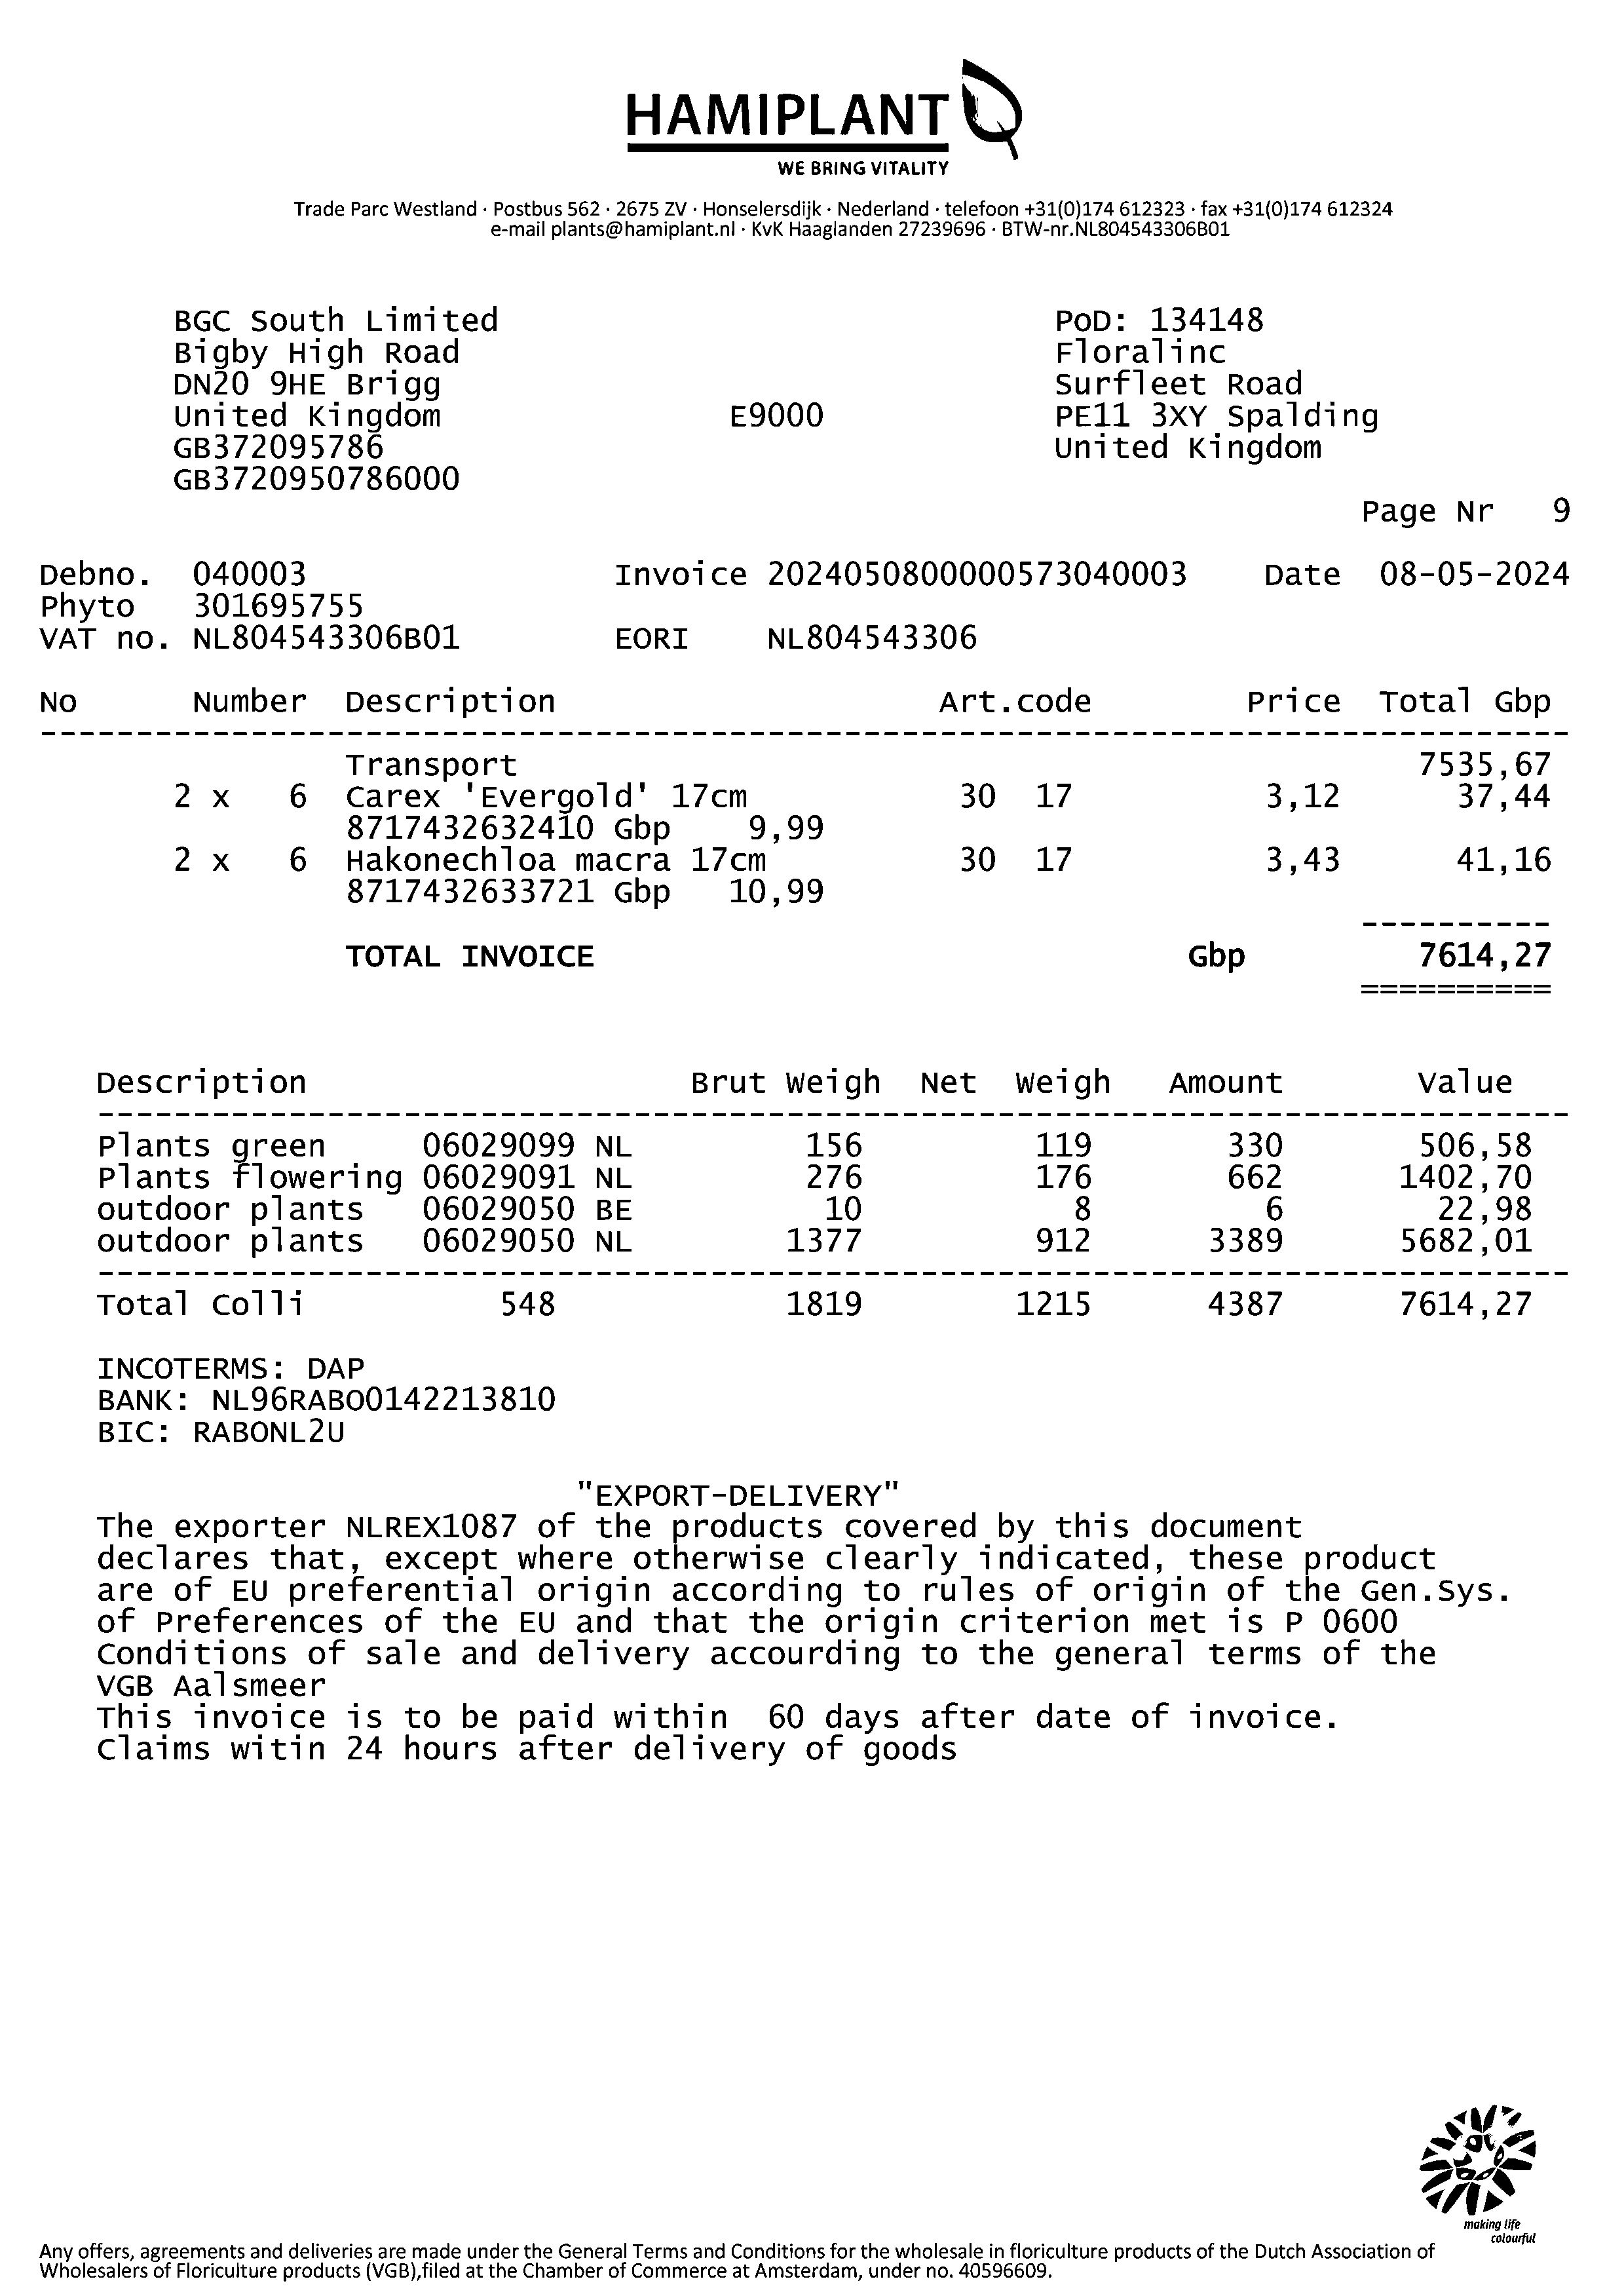 HAMIPLANT
WE BRING VITALITY
Trade Parc Westland · Postbus 562 · 2675 ZV · Honselersdijk · Nederland · telefoon +31(0)174 612323 · fax +31(0)174 612324
e-mail plants@hamiplant.nl · KvK Haaglanden 27239696 · BTW-nr.NL804543306B01
BGC South Limited PoD: 134148
Bigby High Road Floralinc
DN20 9HE Brigg Surfleet Road
United Kingdom E9000 PE11 3XY Spalding
GB372095786 United Kingdom
GB3720950786000
Page Nr 9
Debno. 040003 Invoice 2024050800000573040003 Date 08-05-2024
Phyto 301695755
VAT no. NL804543306B01 EORI NL804543306
No Number Description Art.code Price Total Gbp
Transport 7535,67
2 x 6 Carex 'Evergold' 17cm 30 17 3,12 37,44
8717432632410 Gbp 9,99
2 x 6 Hakonechloa macra 17cm 30 17 3,43 41,16
8717432633721 Gbp 10,99
TOTAL INVOICE Gbp 7614,27
Description Brut Weigh Net Weigh Amount Value
Plants green 06029099 NL 156 119 330 506,58
Plants flowering 06029091 NL 276 176 662 1402,70
outdoor plants 06029050 BE 10 8 6 22,98
outdoor plants 06029050 NL 1377 912 3389 5682,01
Total Colli 548 1819 1215 4387 7614,27
INCOTERMS: DAP
BANK: NL96RABO0142213810
BIC: RABONL2U
"EXPORT-DELIVERY"
The exporter NLREX1087 of the products covered by this document
declares that, except where otherwise clearly indicated, these product
are of EU preferential origin according to rules of origin of the Gen.Sys.
of Preferences of the EU and that the origin criterion met is P 0600
Conditions of sale and delivery accourding to the general terms of the
VGB Aalsmeer
This invoice is to be paid within 60 days after date of invoice.
Claims witin 24 hours after delivery of goods
making life
colourful
Any offers, agreements and deliveries are made under the General Terms and Conditions for the wholesale in floriculture products of the Dutch Association of
Wholesalers of Floriculture products (VGB),filed at the Chamber of Commerce at Amsterdam, under no. 40596609.